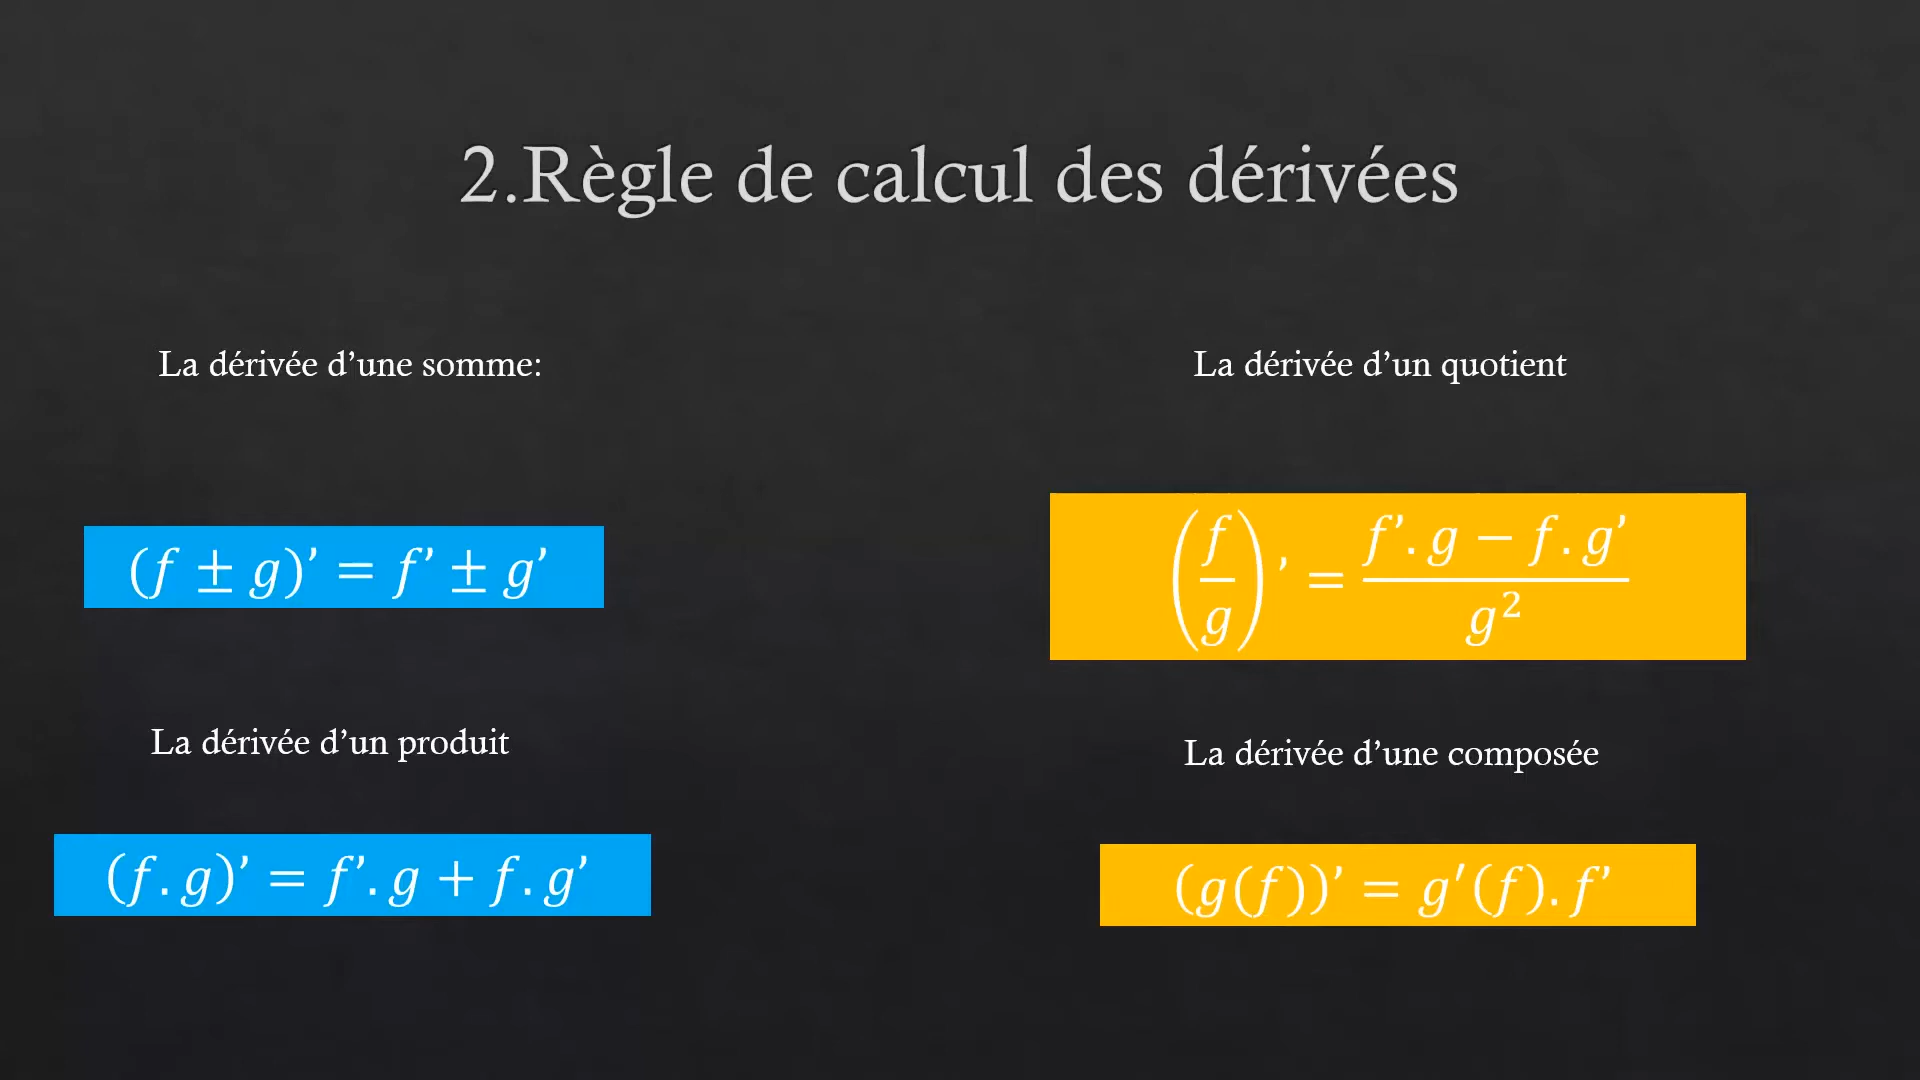 2.Règle de calcul des dérivées
La dérivée d’une somme:
(f ± g)’ = f’ ± g’
La dérivée d’un produit
(f. g)’ = f’. g + f. g’
La dérivée d’un quotient
(f/g)’ = (f’. g − f. g’)/g²
La dérivée d’une composée
(g(f))’ = g′(f). f’